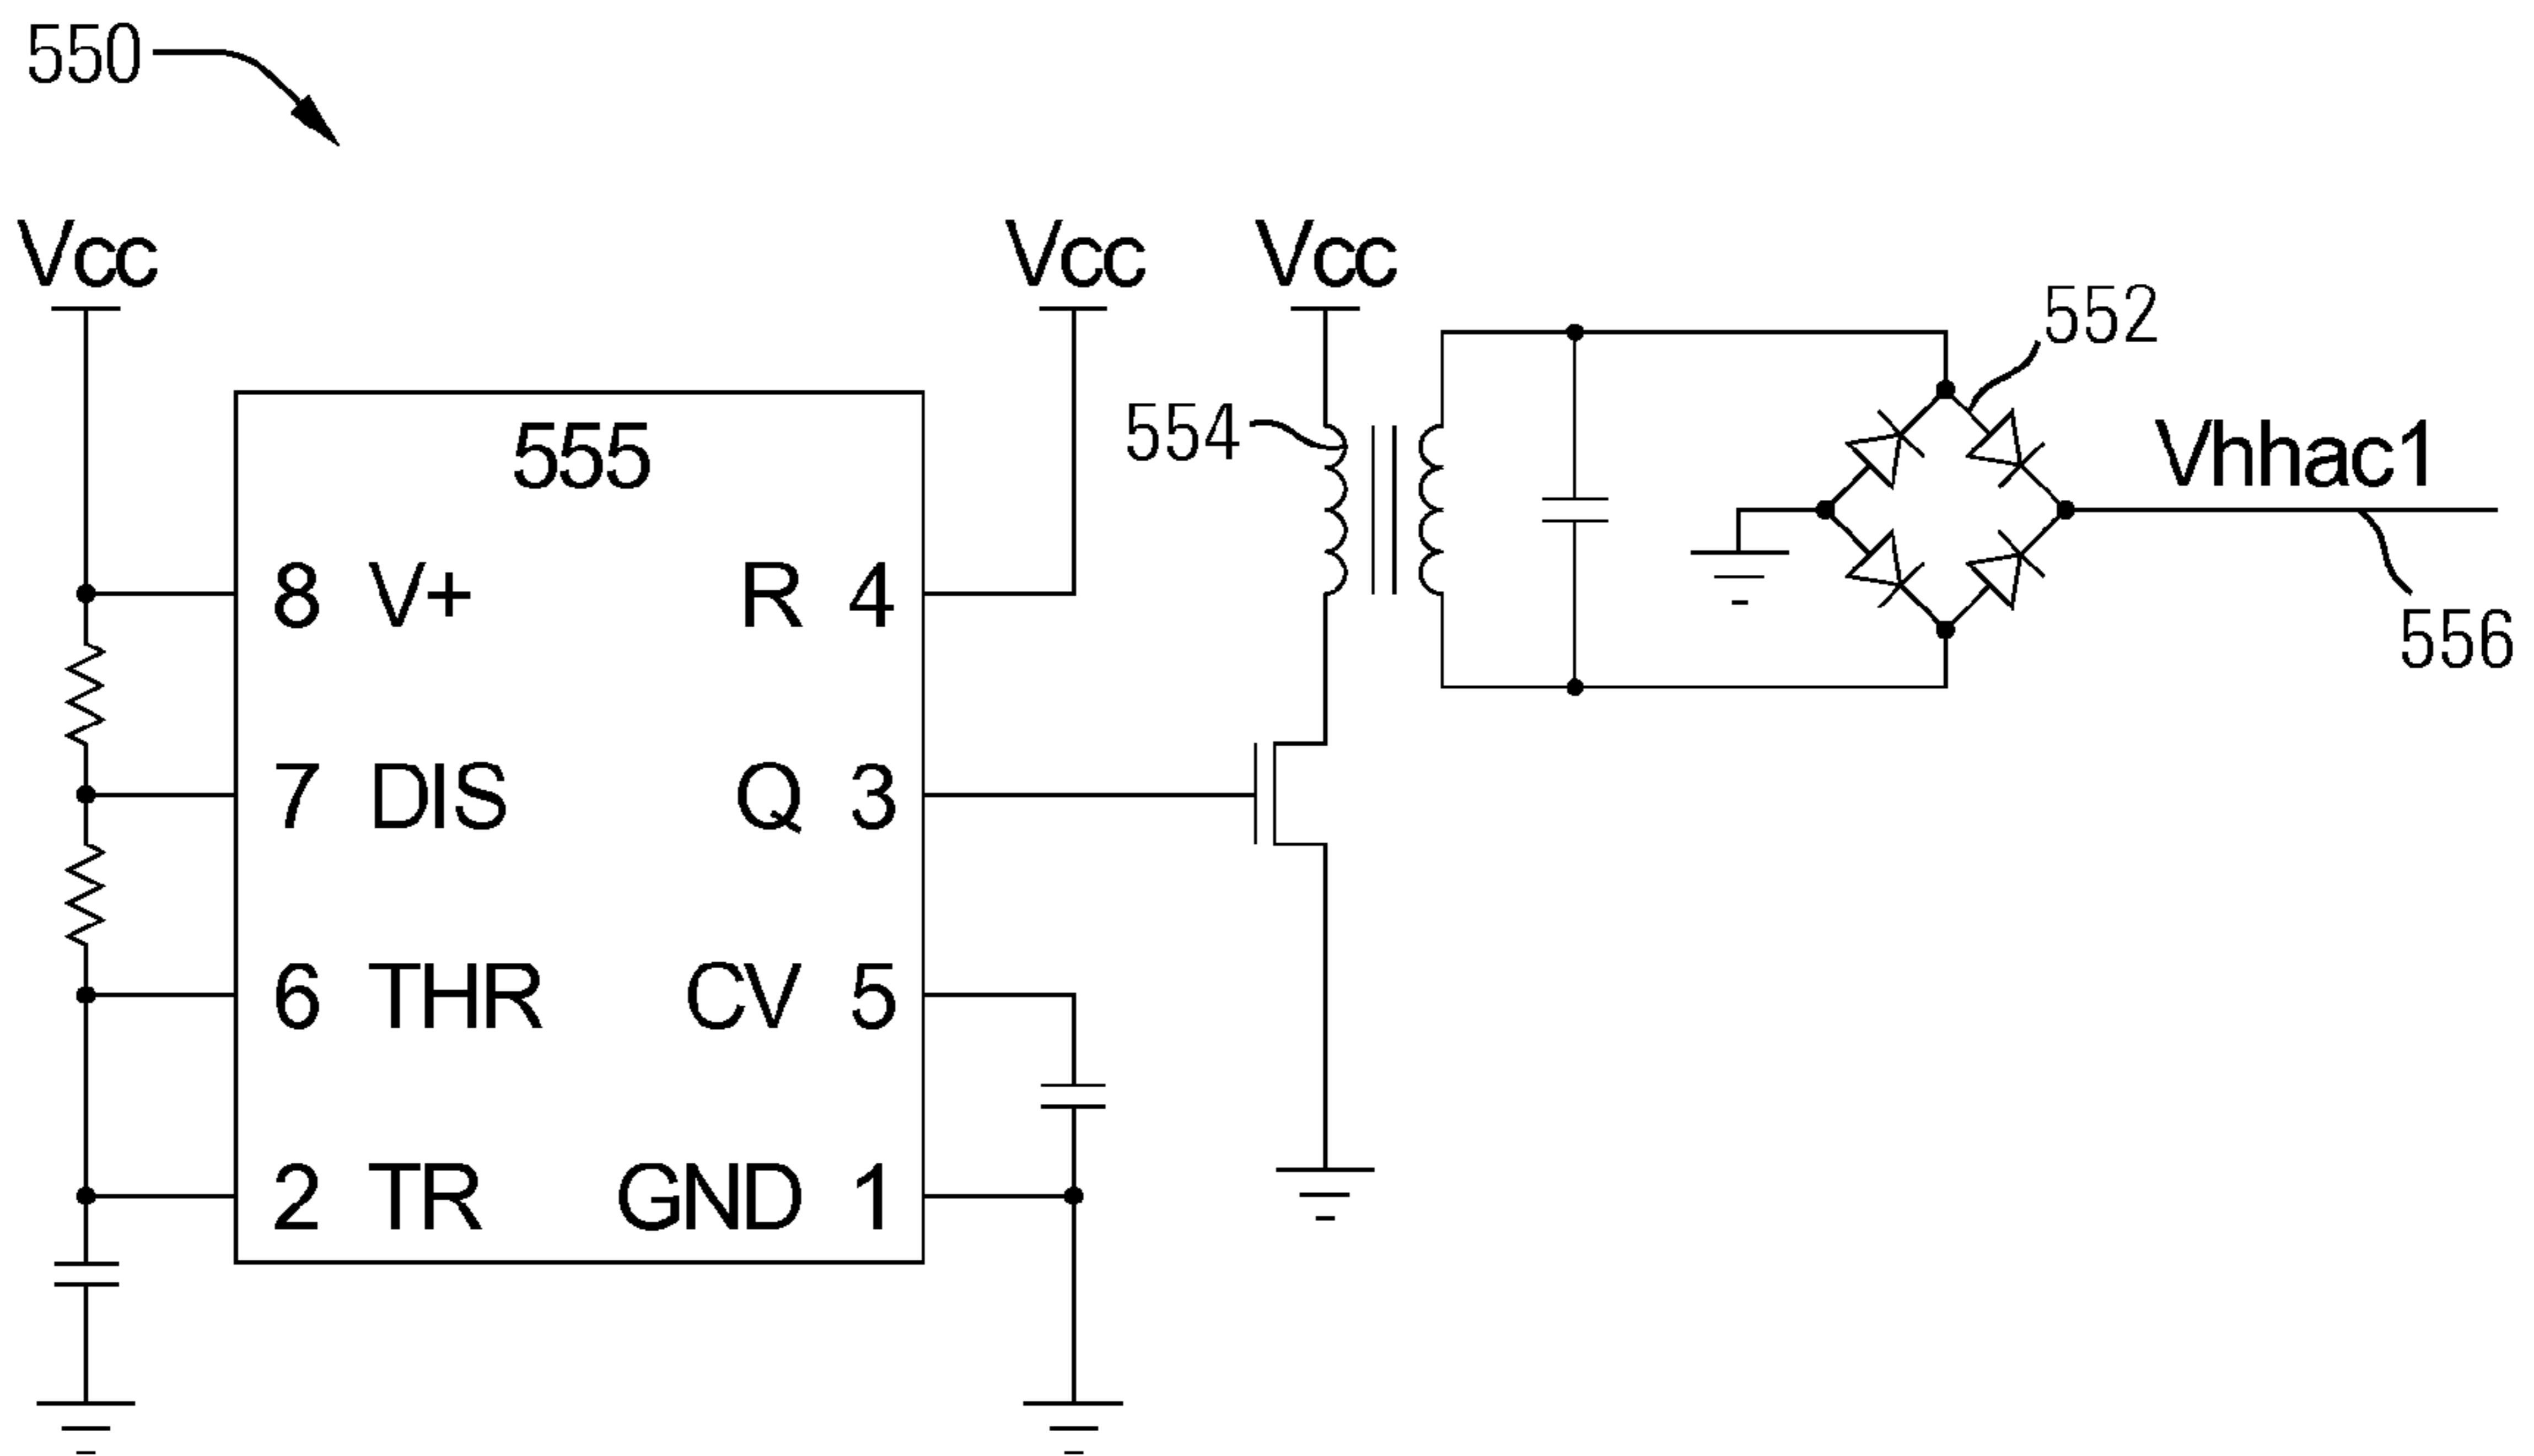 550
Vcc
Vcc
Vcc
552
554
555
Vhhac1
8 V+ R 4
556
7 DIS Q 3
6 THR CV 5
2 TR GND 1